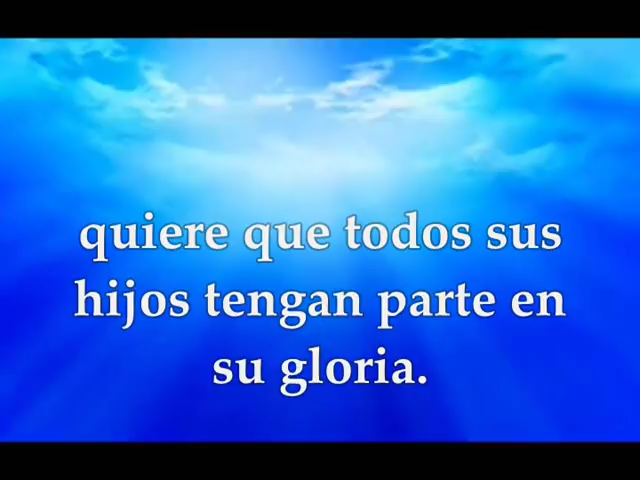 quiere que todos sus
hijos tengan parte en
su gloria.